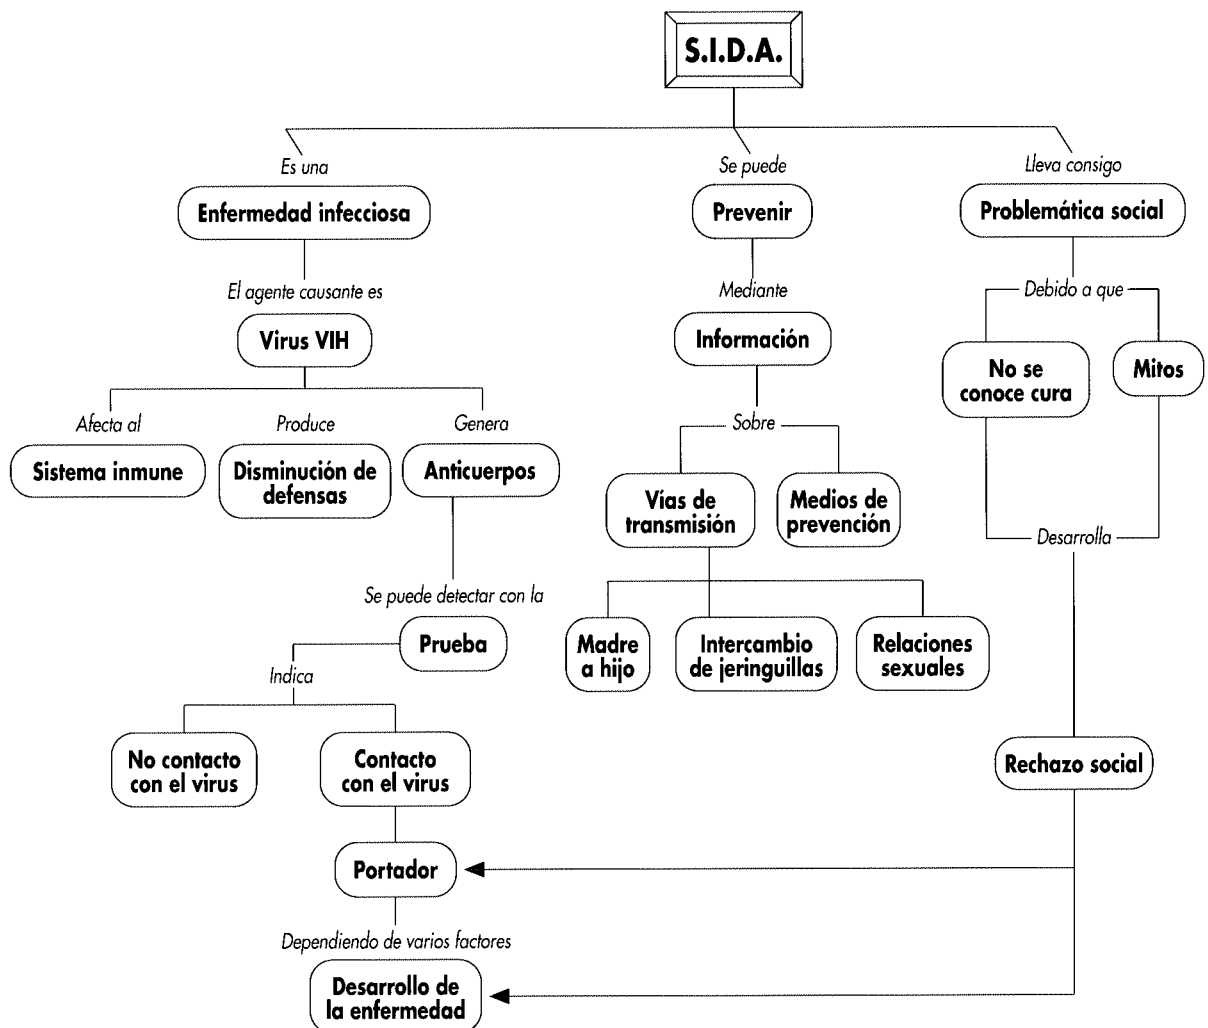 S.I.D.A.
Es una
Se puede
Lleva consigo
Enfermedad infecciosa
Prevenir
Problemática social
El agente causante es
Mediante
Debido a que
Virus VIH
Información
No se
conoce cura
Mitos
Afecta al
Produce
Genera
Sobre
Sistema inmune
Disminución de
defensas
Anticuerpos
Vías de
transmisión
Medios de
prevención
Desarrolla
Se puede detectar con la
Prueba
Madre
a hijo
Intercambio
de jeringuillas
Relaciones
sexuales
Indica
No contacto
con el virus
Contacto
con el virus
Rechazo social
Portador
Dependiendo de varios factores
Desarrollo de
la enfermedad